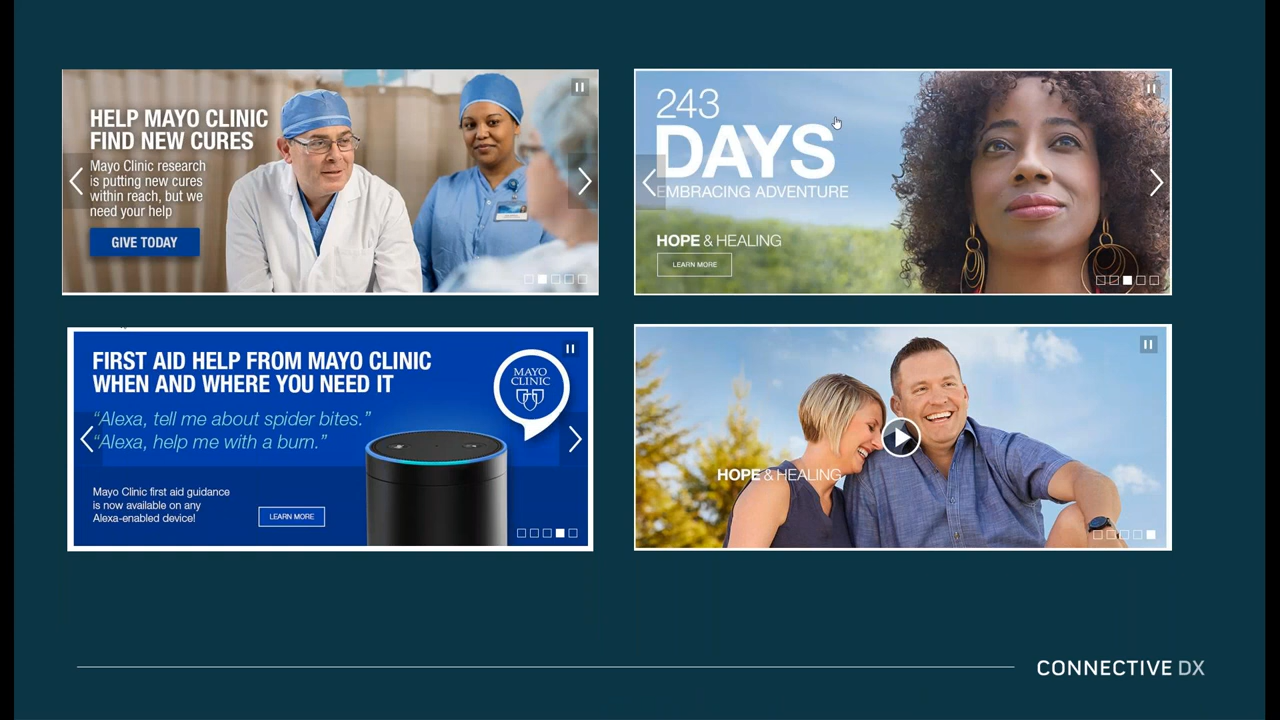 HELP MAYO CLINIC
FIND NEW CURES
Mayo Clinic research
is putting new cures
within reach, but we
need your help
GIVE TODAY
243
DAYS
EMBRACING ADVENTURE
HOPE & HEALING
LEARN MORE
FIRST AID HELP FROM MAYO CLINIC
WHEN AND WHERE YOU NEED IT
“Alexa, tell me about spider bites.”
“Alexa, help me with a burn.”
Mayo Clinic first aid guidance
is now available on any
Alexa-enabled device!
LEARN MORE
MAYO
CLINIC
HOPE & HEALING
CONNECTIVE DX